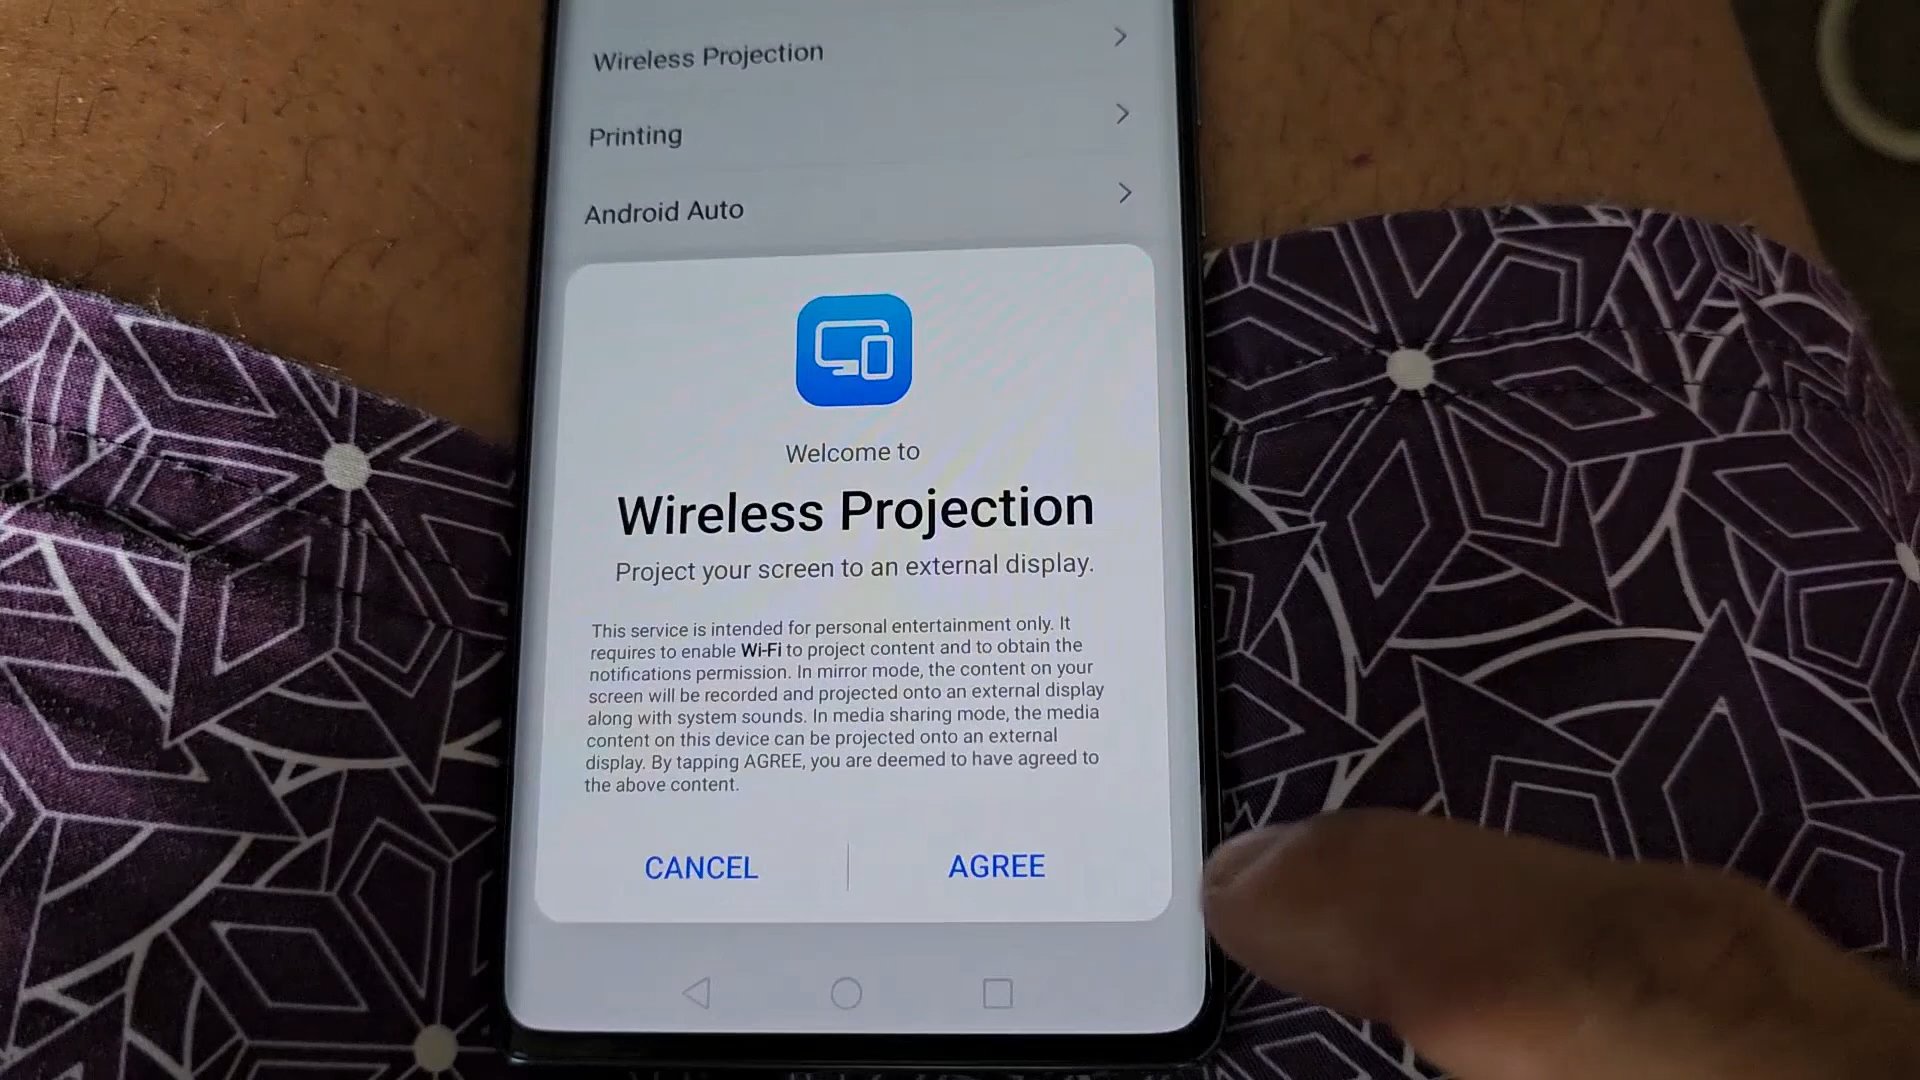 Wireless Projection
Printing
Android Auto
Welcome to
Wireless Projection
Project your screen to an external display.
This service is intended for personal entertainment only. It
requires to enable Wi-Fi to project content and to obtain the
notifications permission. In mirror mode, the content on your
screen will be recorded and projected onto an external display
along with system sounds. In media sharing mode, the media
content on this device can be projected onto an external
display. By tapping AGREE, you are deemed to have agreed to
the above content.
CANCEL
AGREE